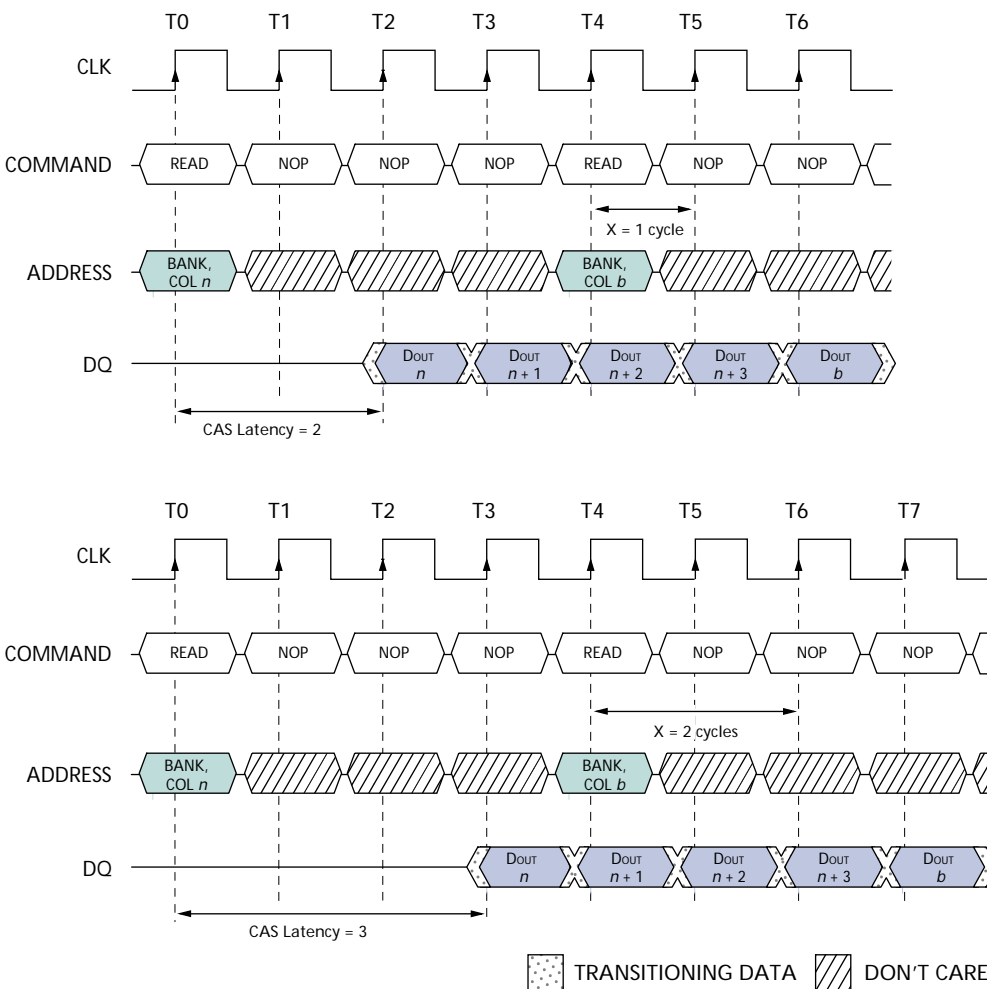 T0 T1 T2 T3 T4 T5 T6
CLK
COMMAND READ NOP NOP NOP READ NOP NOP
X = 1 cycle
ADDRESS BANK, COL n BANK, COL b
DQ DOUT n DOUT n + 1 DOUT n + 2 DOUT n + 3 DOUT b
CAS Latency = 2
T0 T1 T2 T3 T4 T5 T6 T7
CLK
COMMAND READ NOP NOP NOP READ NOP NOP NOP
X = 2 cycles
ADDRESS BANK, COL n BANK, COL b
DQ DOUT n DOUT n + 1 DOUT n + 2 DOUT n + 3 DOUT b
CAS Latency = 3
TRANSITIONING DATA DON'T CARE